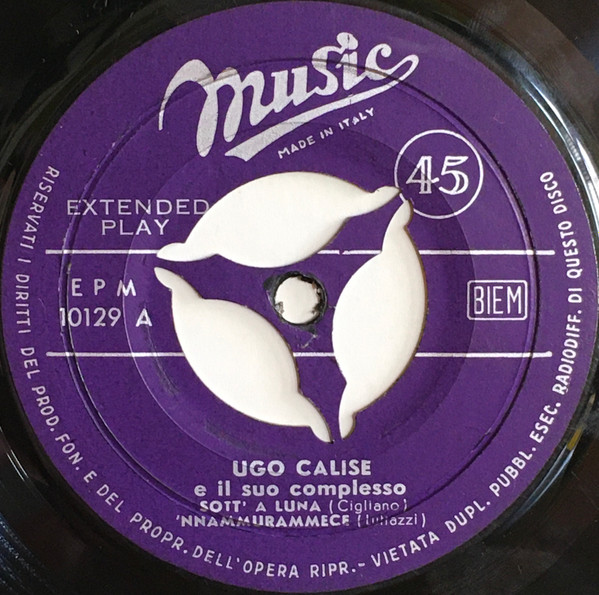 Music
MADE IN ITALY
45
EXTENDED
PLAY
EPM
10129 A
BIEM
UGO CALISE
e il suo complesso
SOTT' A LUNA (Cigliano)
'NNAMMURAMMECE
RISERVATI I DIRITTI DEL PROD. FON. E DEL PROPR. DELL'OPERA RIPR. - VIETATA DUPL. PUBBL. ESEC. RADIODIFF. DI QUESTO DISCO